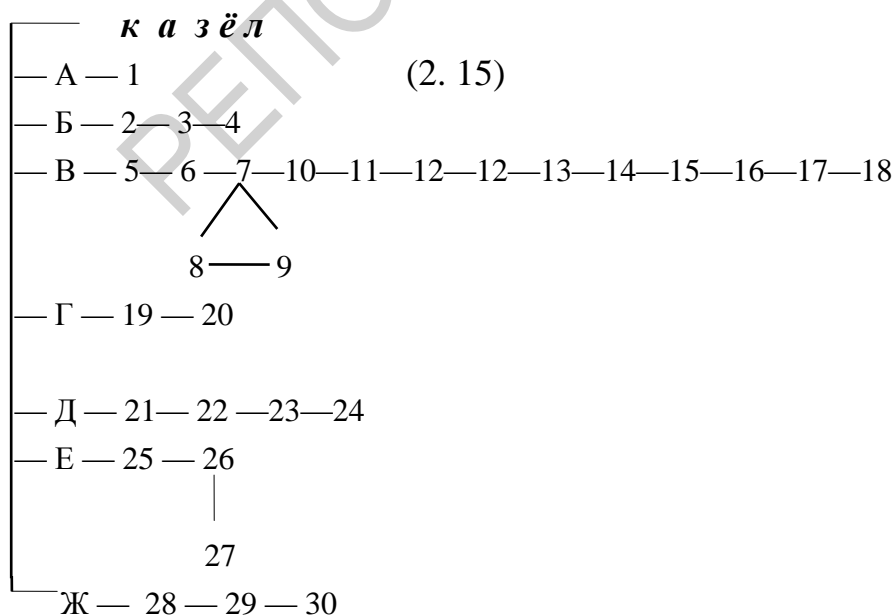 к а з ё л
— А — 1 (2. 15)
— Б — 2— 3—4
— В — 5— 6 —7—10—11—12—12—13—14—15—16—17—18
8 — 9
— Г — 19 — 20
— Д — 21— 22 —23—24
— Е — 25 — 26
27
Ж — 28 — 29 — 30
РЕПО